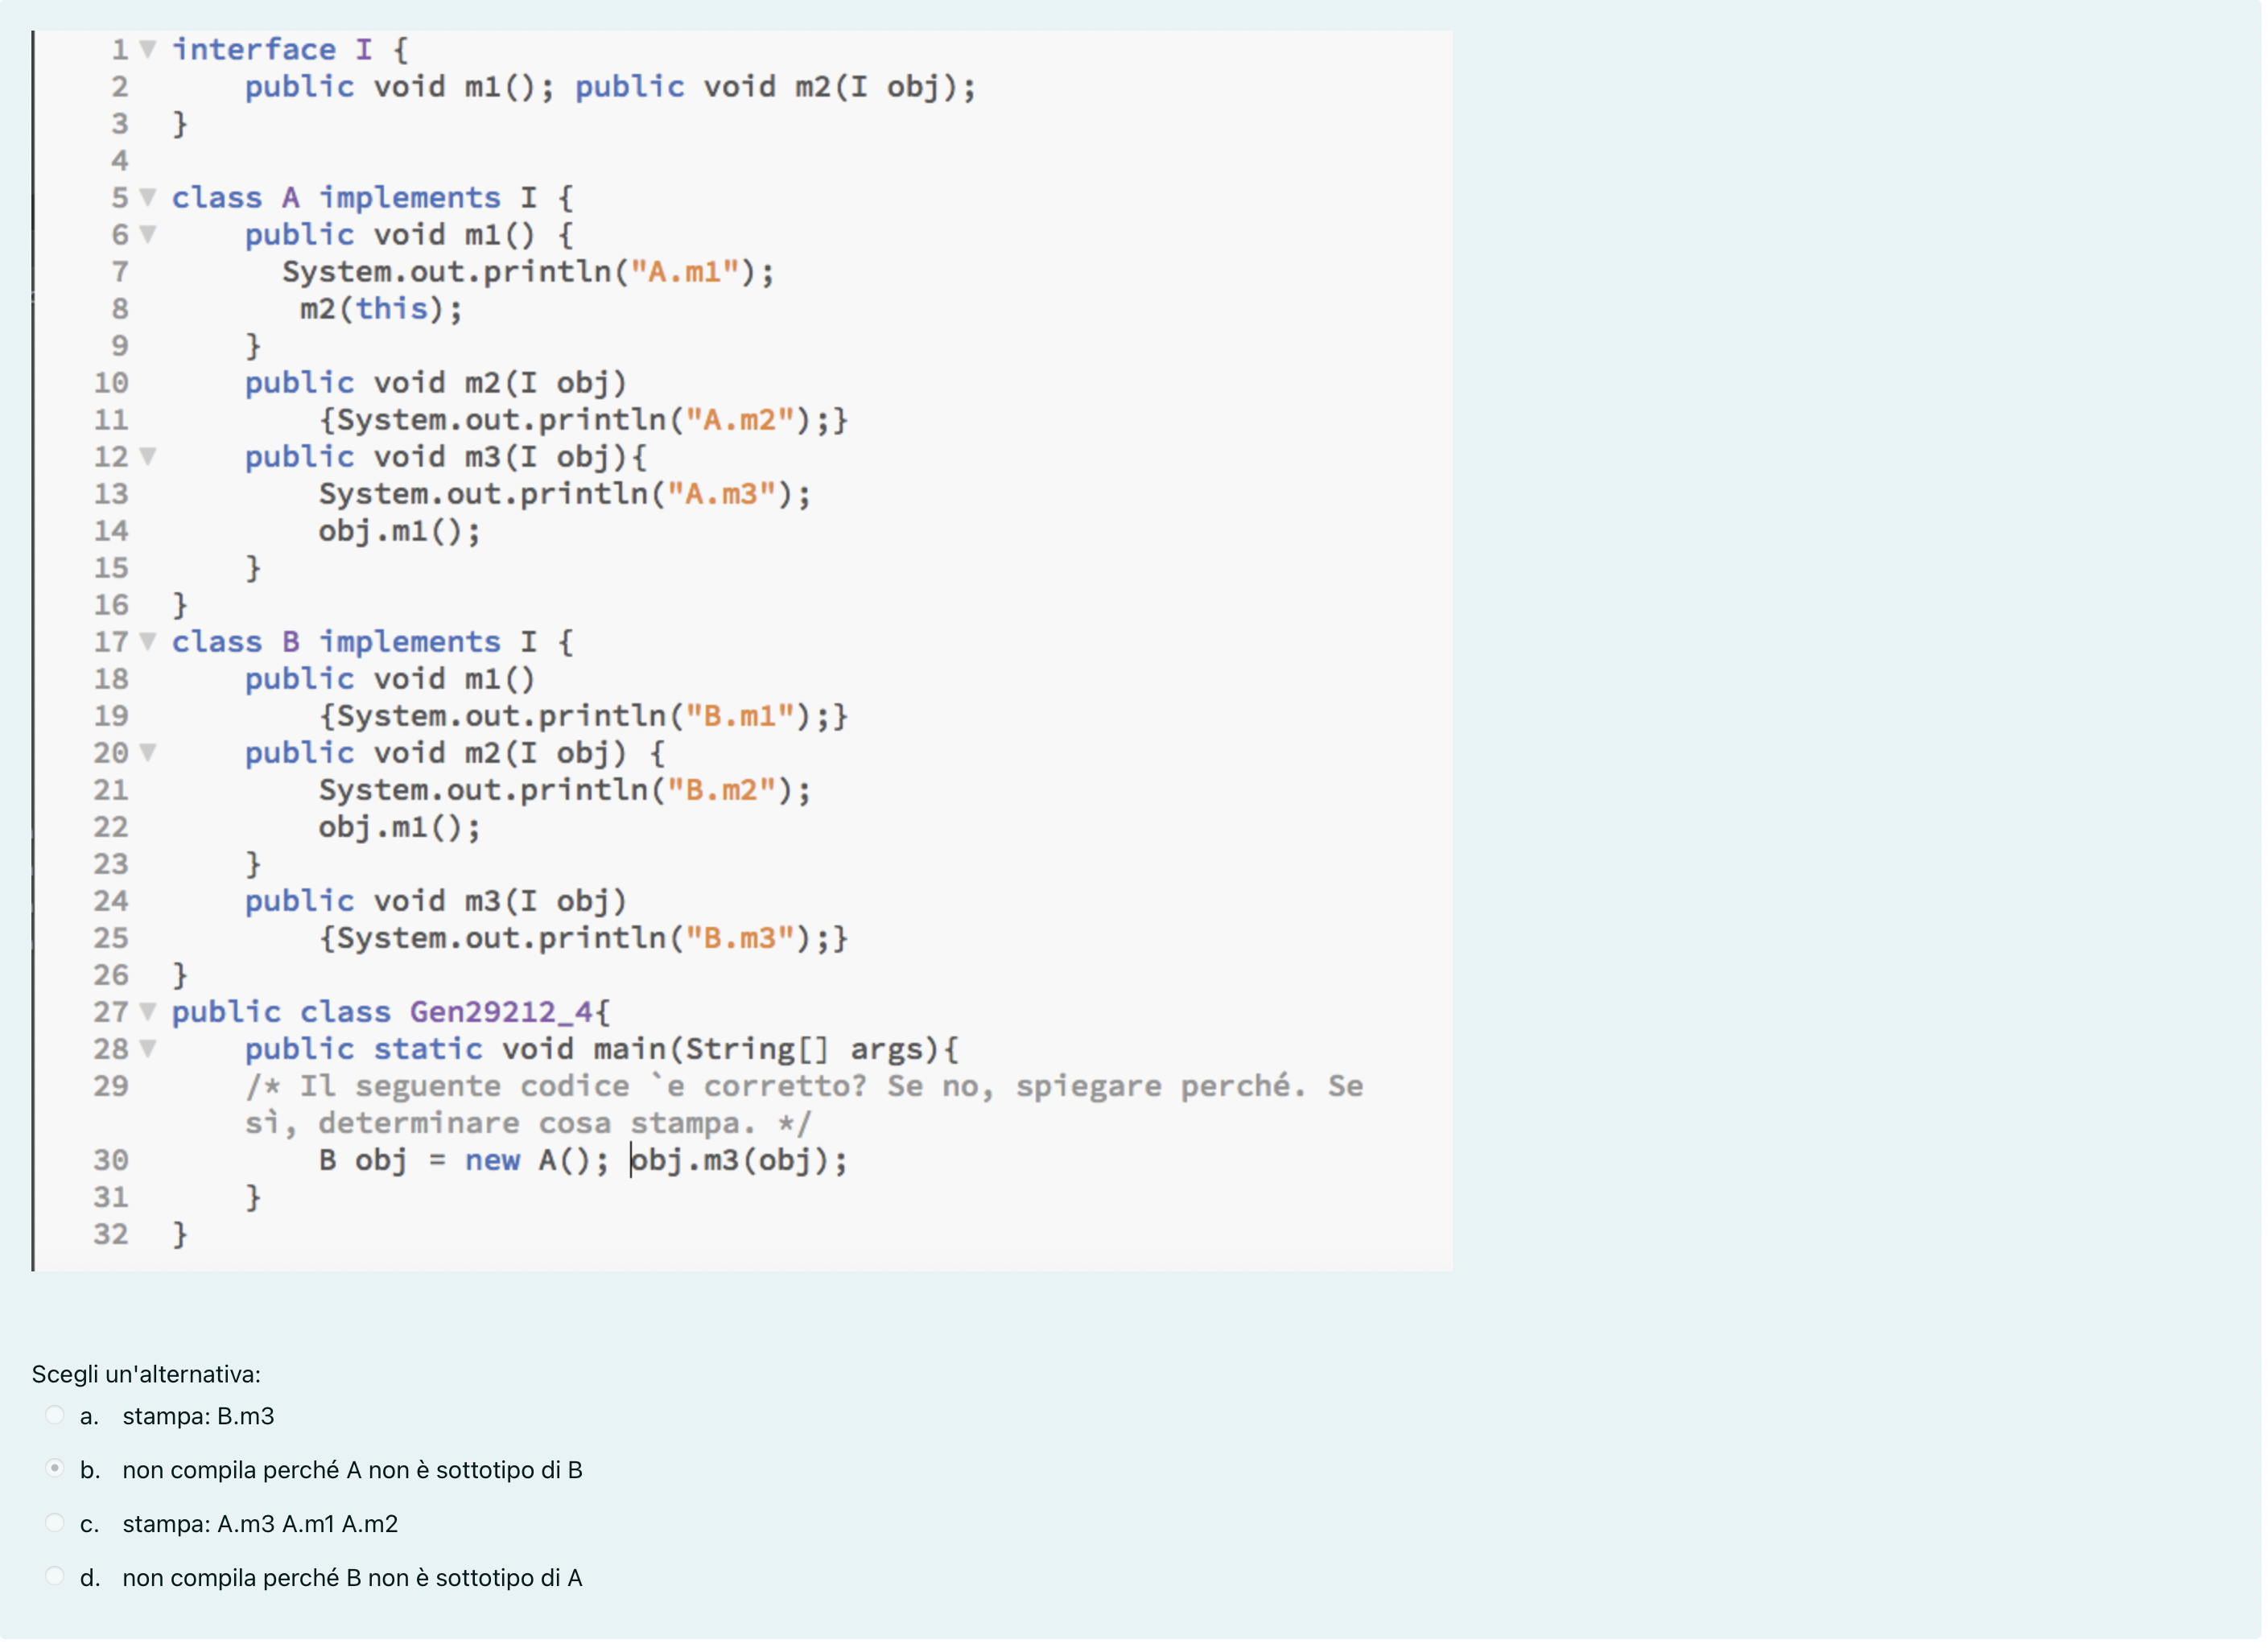 1 interface I {
2 public void m1(); public void m2(I obj);
3 }
4
5 class A implements I {
6 public void m1() {
7 System.out.println("A.m1");
8 m2(this);
9 }
10 public void m2(I obj)
11 {System.out.println("A.m2");}
12 public void m3(I obj){
13 System.out.println("A.m3");
14 obj.m1();
15 }
16 }
17 class B implements I {
18 public void m1()
19 {System.out.println("B.m1");}
20 public void m2(I obj) {
21 System.out.println("B.m2");
22 obj.m1();
23 }
24 public void m3(I obj)
25 {System.out.println("B.m3");}
26 }
27 public class Gen29212_4{
28 public static void main(String[] args){
29 /* Il seguente codice `e corretto? Se no, spiegare perché. Se
sì, determinare cosa stampa. */
30 B obj = new A(); obj.m3(obj);
31 }
32 }
Scegli un'alternativa:
a. stampa: B.m3
b. non compila perché A non è sottotipo di B
c. stampa: A.m3 A.m1 A.m2
d. non compila perché B non è sottotipo di A